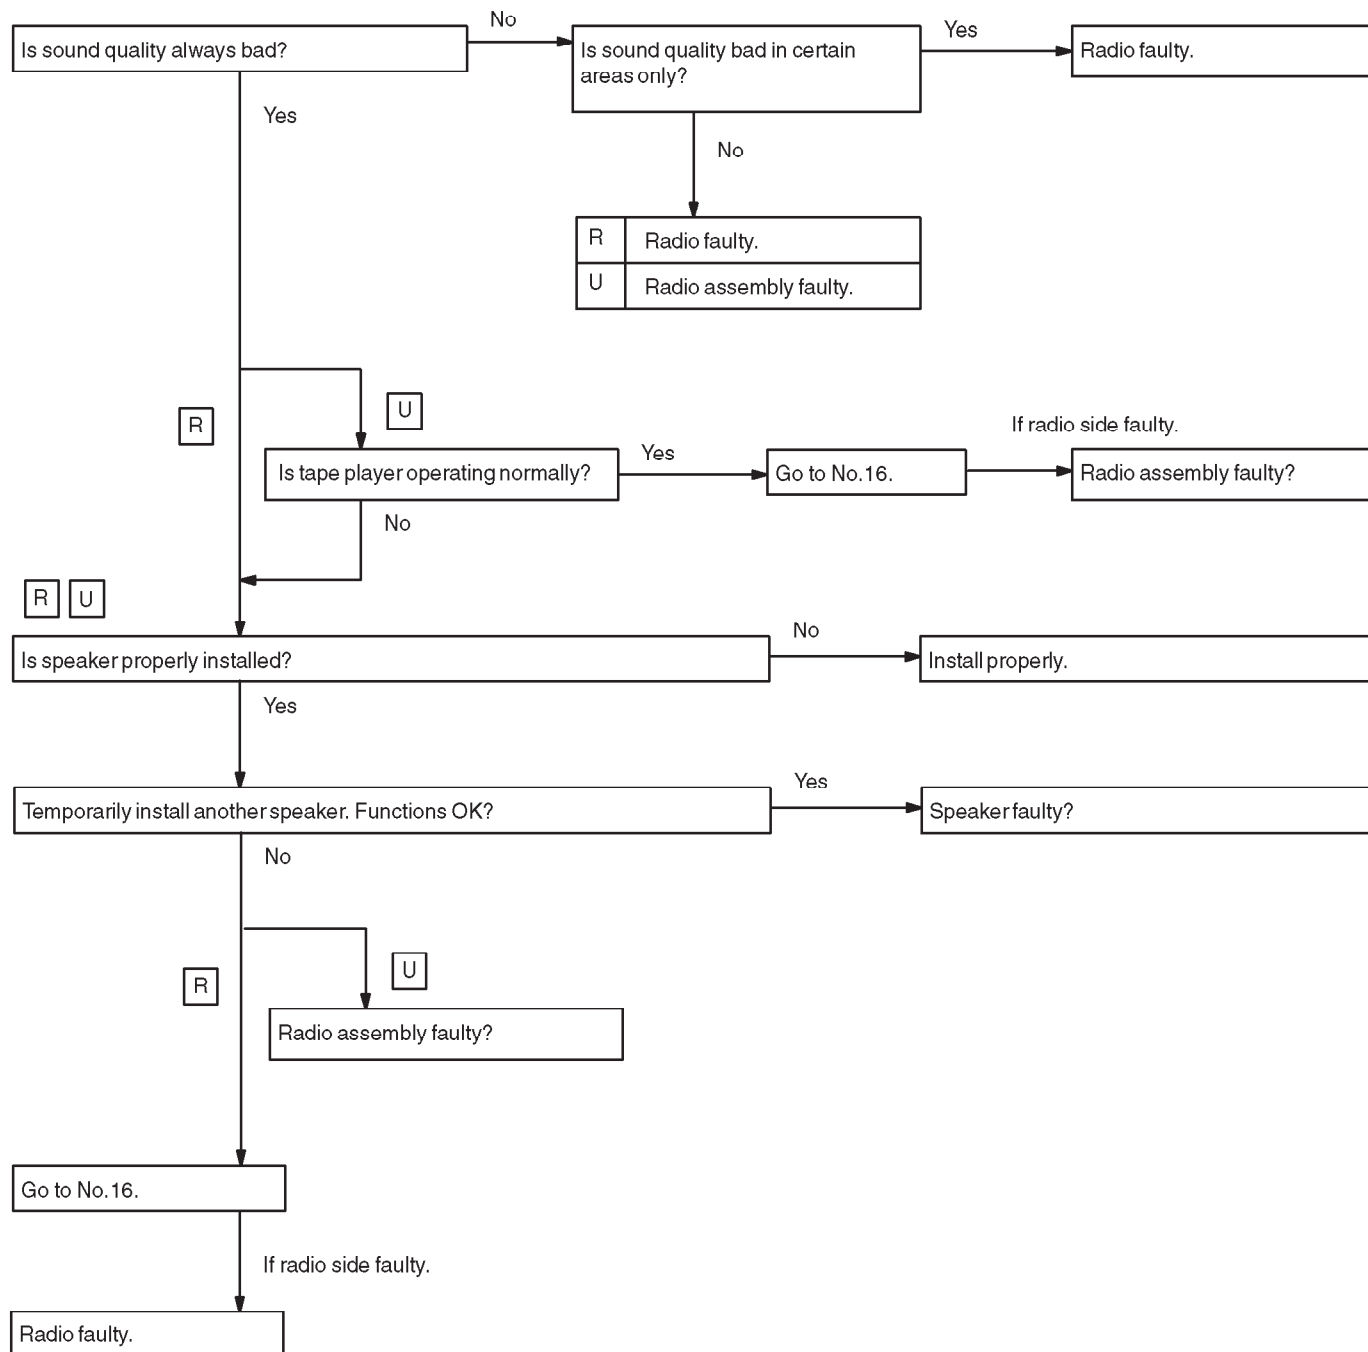 No
Is sound quality always bad?
Is sound quality bad in certain
areas only?
Yes
Radio faulty.
Yes
No
R
Radio faulty.
U
Radio assembly faulty.
R
U
If radio side faulty.
Is tape player operating normally?
Yes
Go to No.16.
Radio assembly faulty?
No
R
U
Is speaker properly installed?
No
Install properly.
Yes
Temporarily install another speaker. Functions OK?
Yes
Speaker faulty?
No
R
U
Radio assembly faulty?
Go to No.16.
If radio side faulty.
Radio faulty.